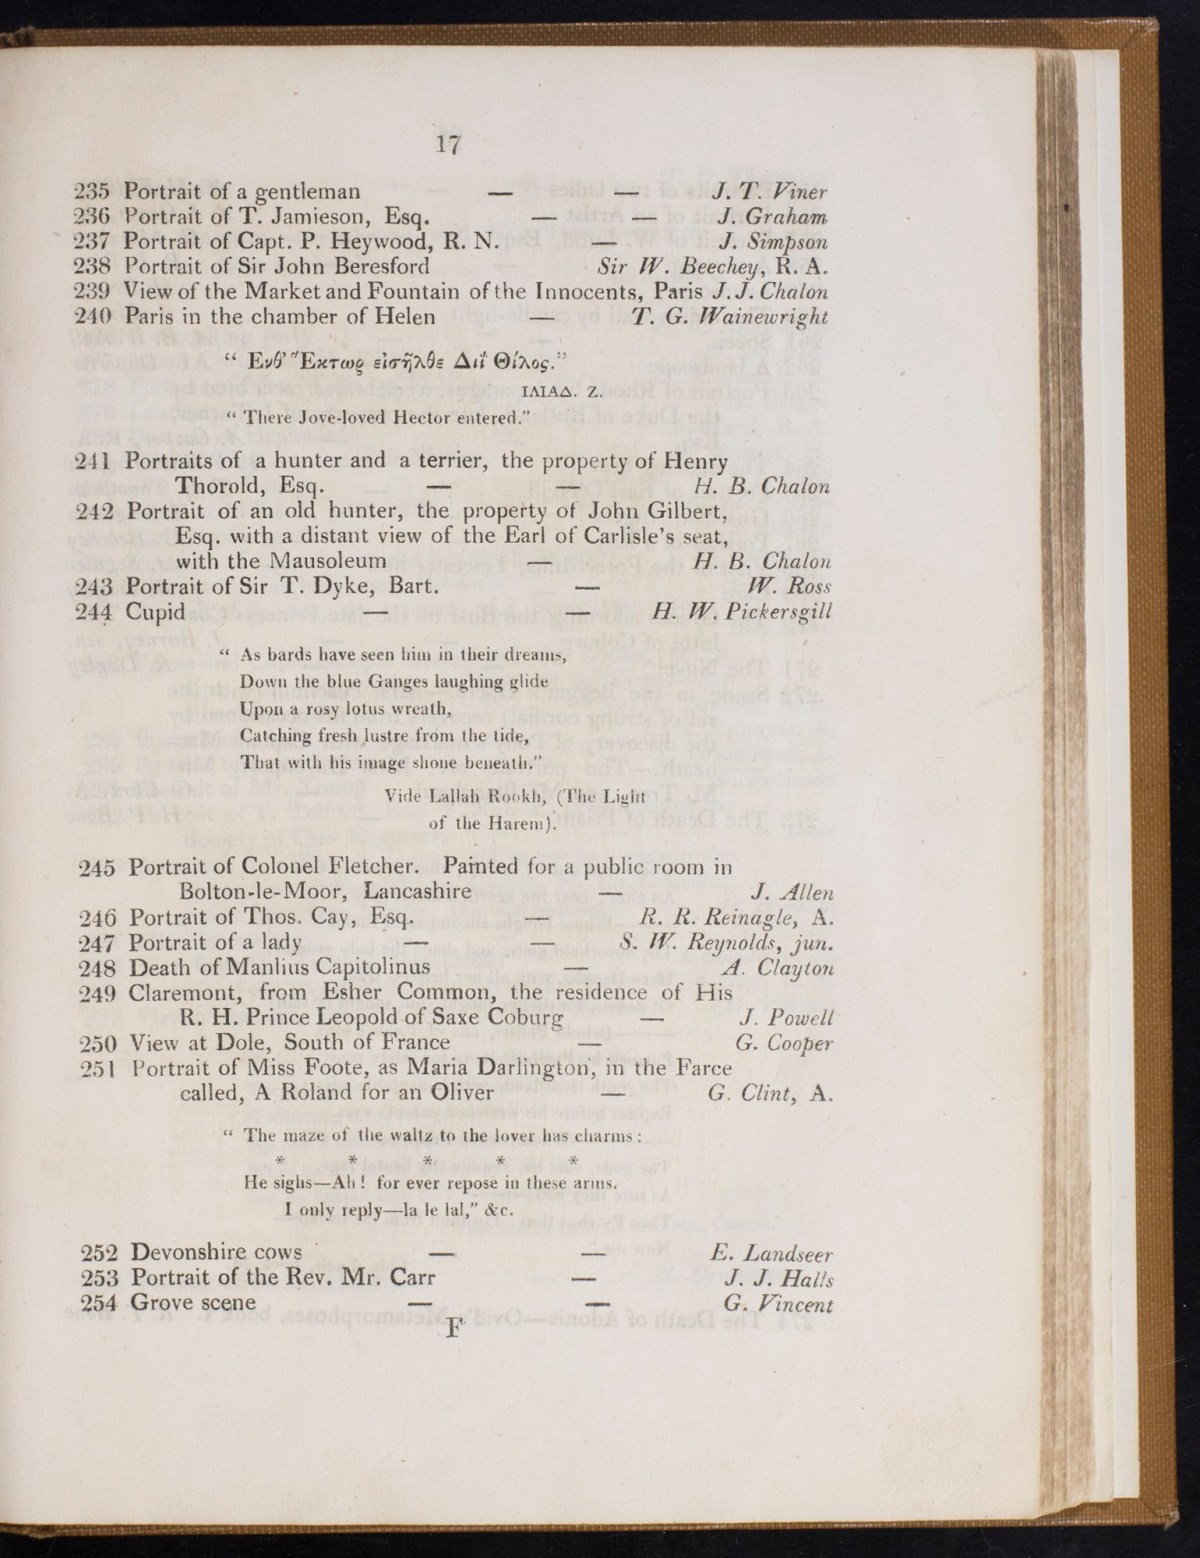 17
235 Portrait of a gentleman — — J. T. Viner
236 Portrait of T. Jamieson, Esq. — — J. Graham
237 Portrait of Capt. P. Heywood, R. N. — J. Simpson
238 Portrait of Sir John Beresford Sir W. Beechey, R. A.
239 View of the Market and Fountain of the Innocents, Paris J. J. Chalon
240 Paris in the chamber of Helen — T. G. Wainewright
“ Ενθ’ Ἕκτωρ εἰσῆλθε Διῒ Θίλος.”
ΙΛΙΑΔ. Ζ.
“ There Jove-loved Hector entered.”
241 Portraits of a hunter and a terrier, the property of Henry
Thorold, Esq. — — H. B. Chalon
242 Portrait of an old hunter, the property of John Gilbert,
Esq. with a distant view of the Earl of Carlisle’s seat,
with the Mausoleum — H. B. Chalon
243 Portrait of Sir T. Dyke, Bart. — W. Ross
244 Cupid — — H. W. Pickersgill
“ As bards have seen him in their dreams,
Down the blue Ganges laughing glide
Upon a rosy lotus wreath,
Catching fresh lustre from the tide,
That with his image shone beneath.”
Vide Lallah Rookh, (The Light
of the Harem).
245 Portrait of Colonel Fletcher. Painted for a public room in
Bolton-le-Moor, Lancashire — J. Allen
246 Portrait of Thos. Cay, Esq. — R. R. Reinagle, A.
247 Portrait of a lady — — S. W. Reynolds, jun.
248 Death of Manlius Capitolinus — A. Clayton
249 Claremont, from Esher Common, the residence of His
R. H. Prince Leopold of Saxe Coburg — J. Powell
250 View at Dole, South of France — G. Cooper
251 Portrait of Miss Foote, as Maria Darlington, in the Farce
called, A Roland for an Oliver — G. Clint, A.
“ The maze of the waltz to the lover has charms :
* * * * *
He sighs—Ah ! for ever repose in these arms.
I only reply—la le lal,” &c.
252 Devonshire cows — — E. Landseer
253 Portrait of the Rev. Mr. Carr — J. J. Halls
254 Grove scene — — G. Vincent
F